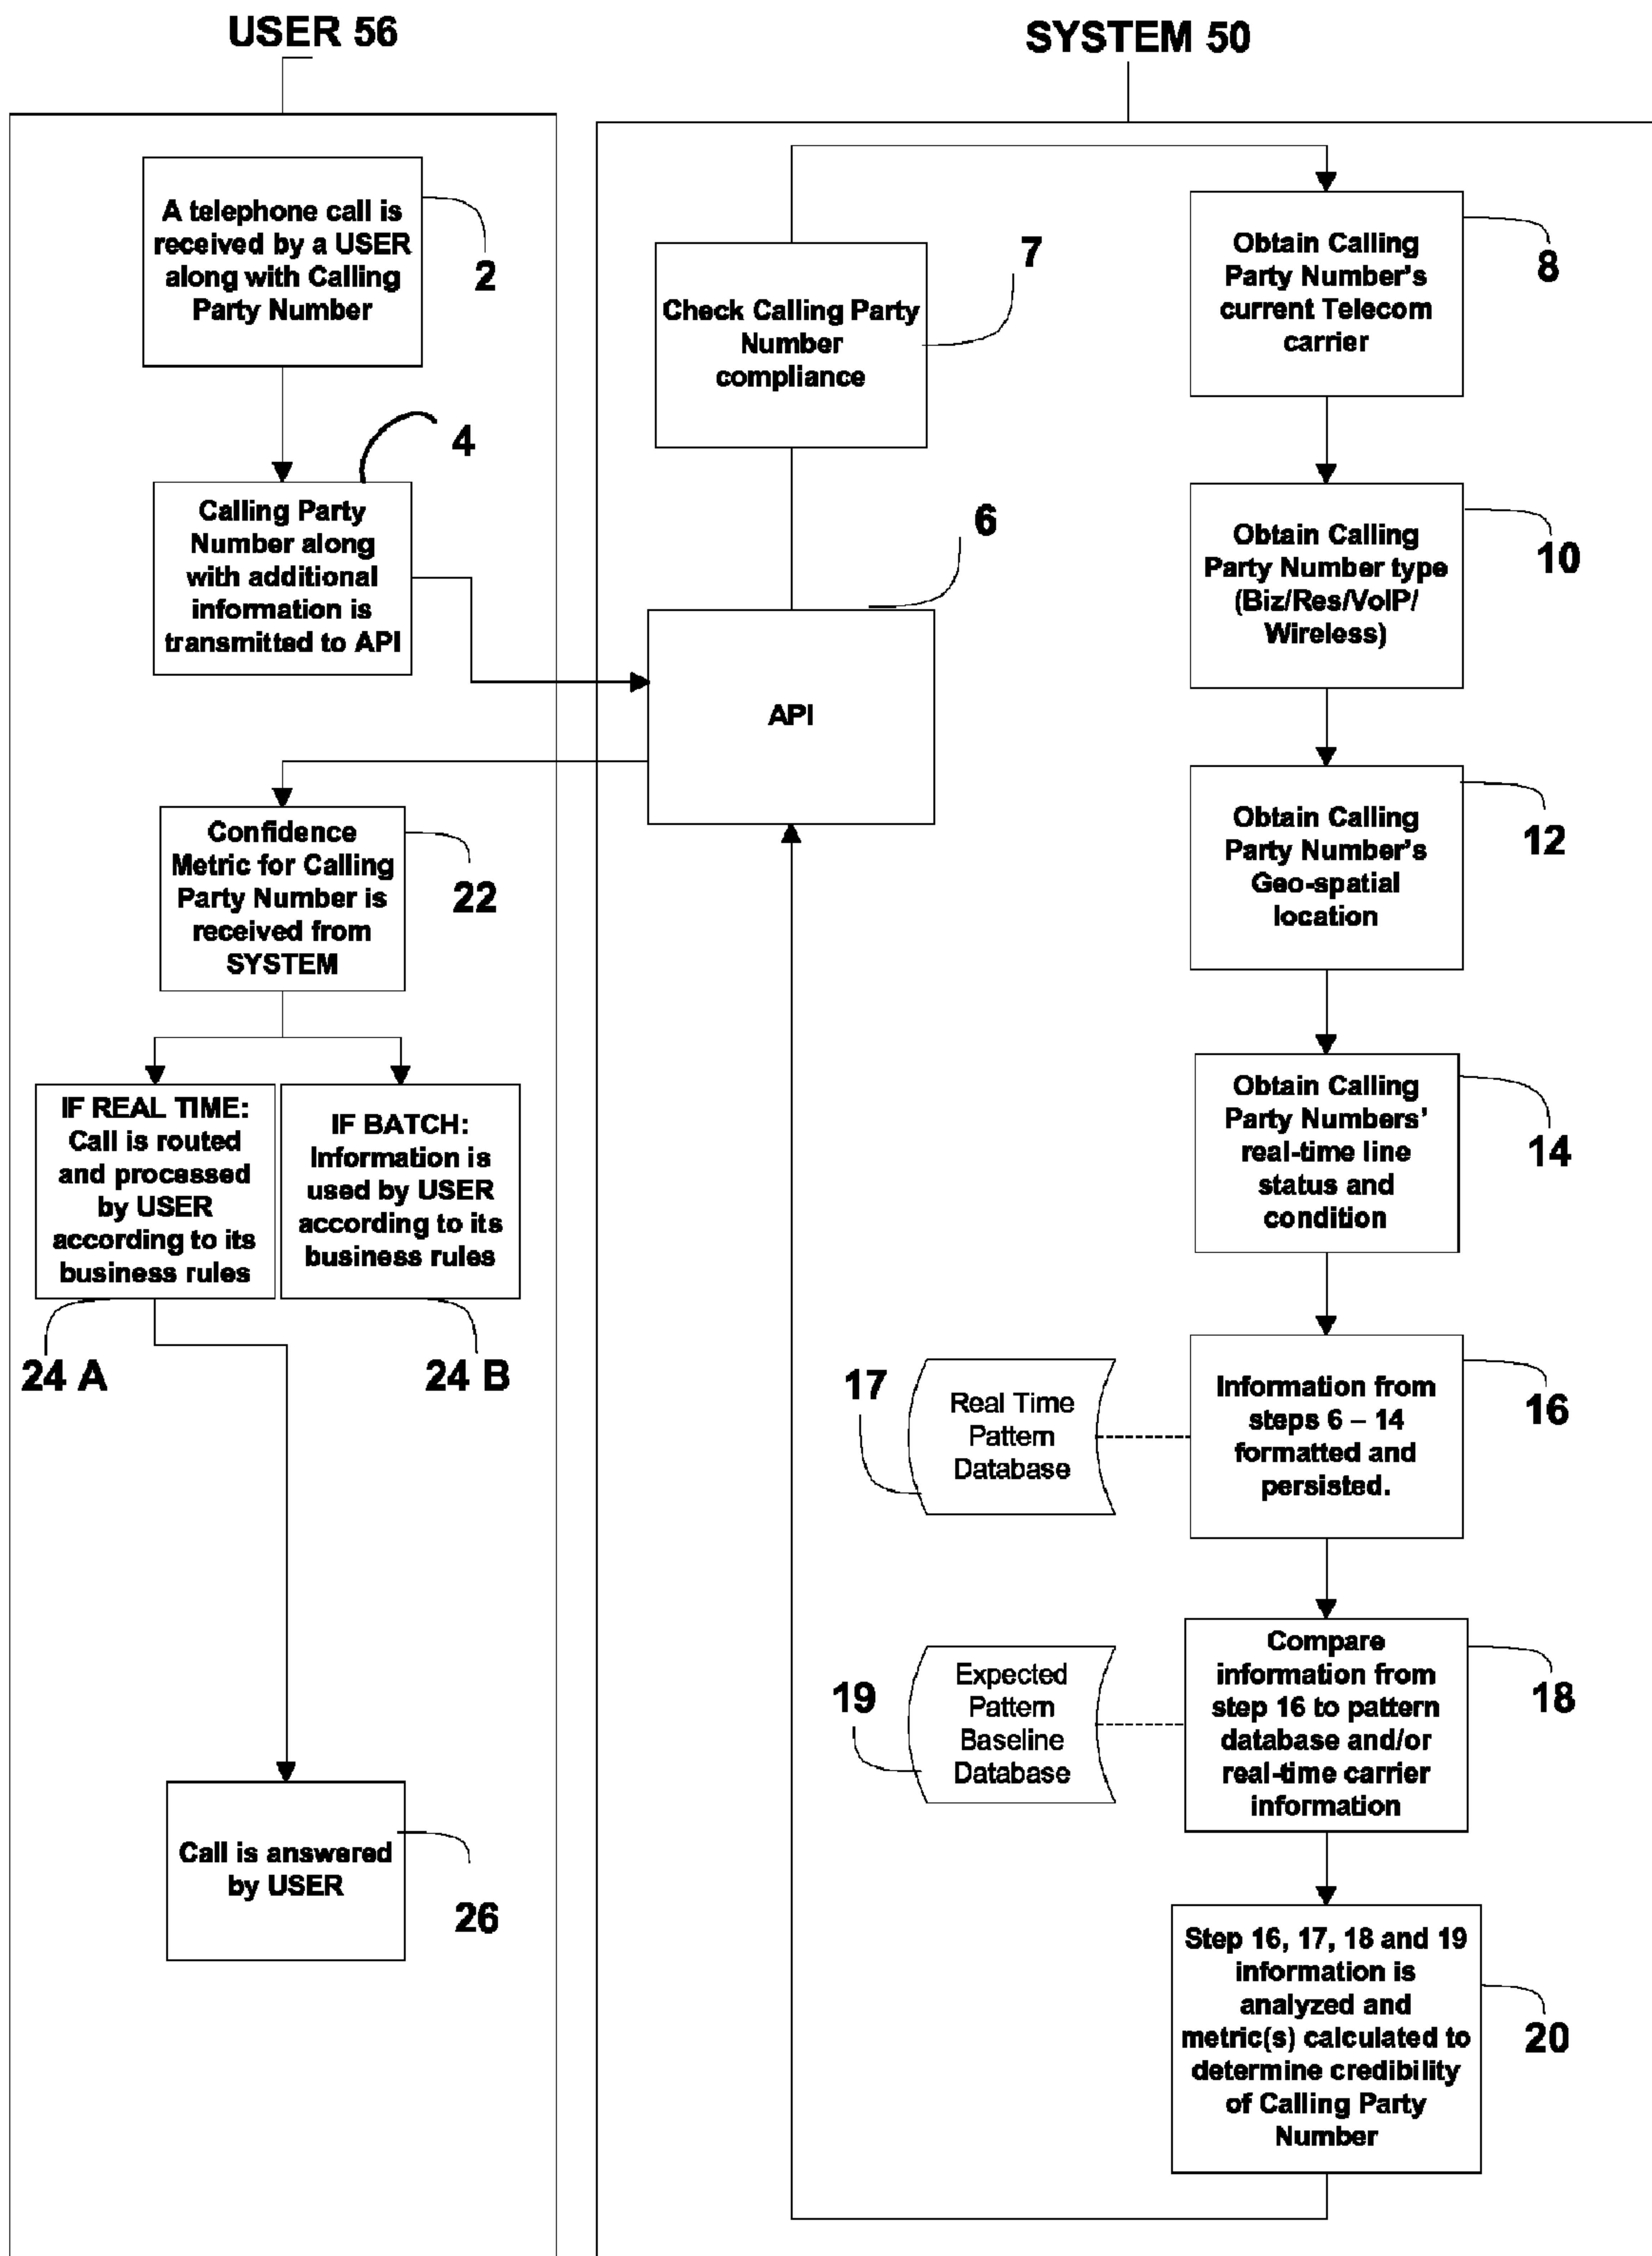 USER 56
A telephone call is
received by a USER
along with Calling
Party Number
2
4
Calling Party
Number along
with additional
information is
transmitted to API
Confidence
Metric for Calling
Party Number is
received from
SYSTEM
22
IF REAL TIME:
Call is routed
and processed
by USER
according to its
business rules
24 A
IF BATCH:
Information is
used by USER
according to its
business rules
24 B
Call is answered
by USER
26
SYSTEM 50
Check Calling Party
Number
compliance
7
6
API
Obtain Calling
Party Number's
current Telecom
carrier
8
Obtain Calling
Party Number type
(Biz/Res/VoIP/
Wireless)
10
Obtain Calling
Party Number's
Geo-spatial
location
12
Obtain Calling
Party Numbers'
real-time line
status and
condition
14
17
Real Time
Pattern
Database
Information from
steps 6 – 14
formatted and
persisted.
16
19
Expected
Pattern
Baseline
Database
Compare
information from
step 16 to pattern
database and/or
real-time carrier
information
18
Step 16, 17, 18 and 19
information is
analyzed and
metric(s) calculated to
determine credibility
of Calling Party
Number
20